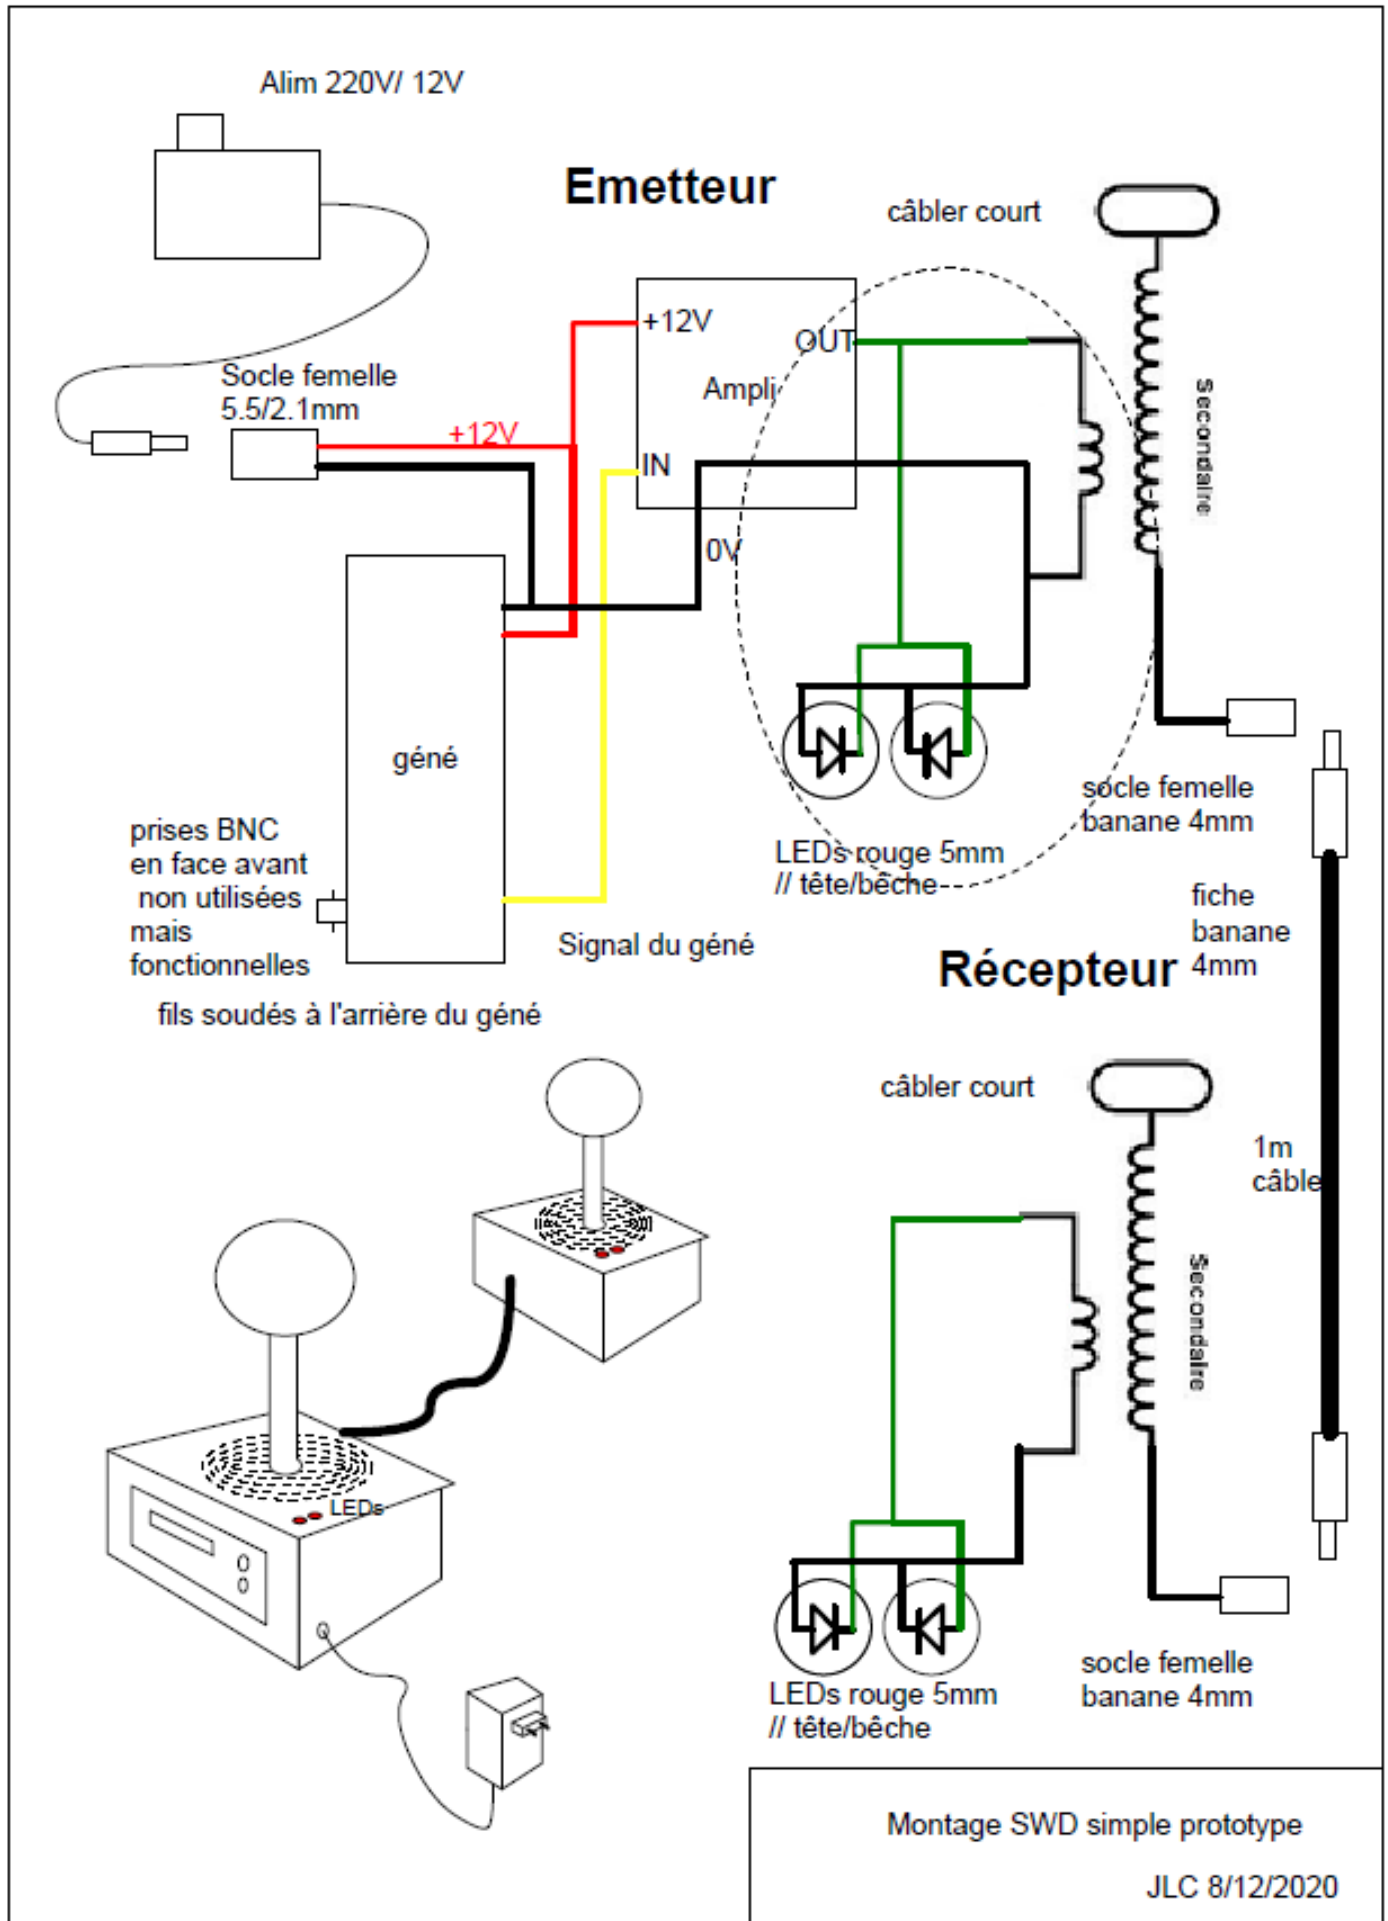 Alim 220V/ 12V
Emetteur
câbler court
+12V
OUT
Ampli
IN
0V
Socle femelle
5.5/2.1mm
+12V
secondaire
géné
prises BNC
en face avant
non utilisées
mais
fonctionnelles
socle femelle
banane 4mm
LEDs rouge 5mm
// tête/bêche
fiche
banane
4mm
Signal du géné
Récepteur
fils soudés à l'arrière du géné
câbler court
1m
câble
Secondaire
LEDs
socle femelle
banane 4mm
LEDs rouge 5mm
// tête/bêche
Montage SWD simple prototype
JLC 8/12/2020